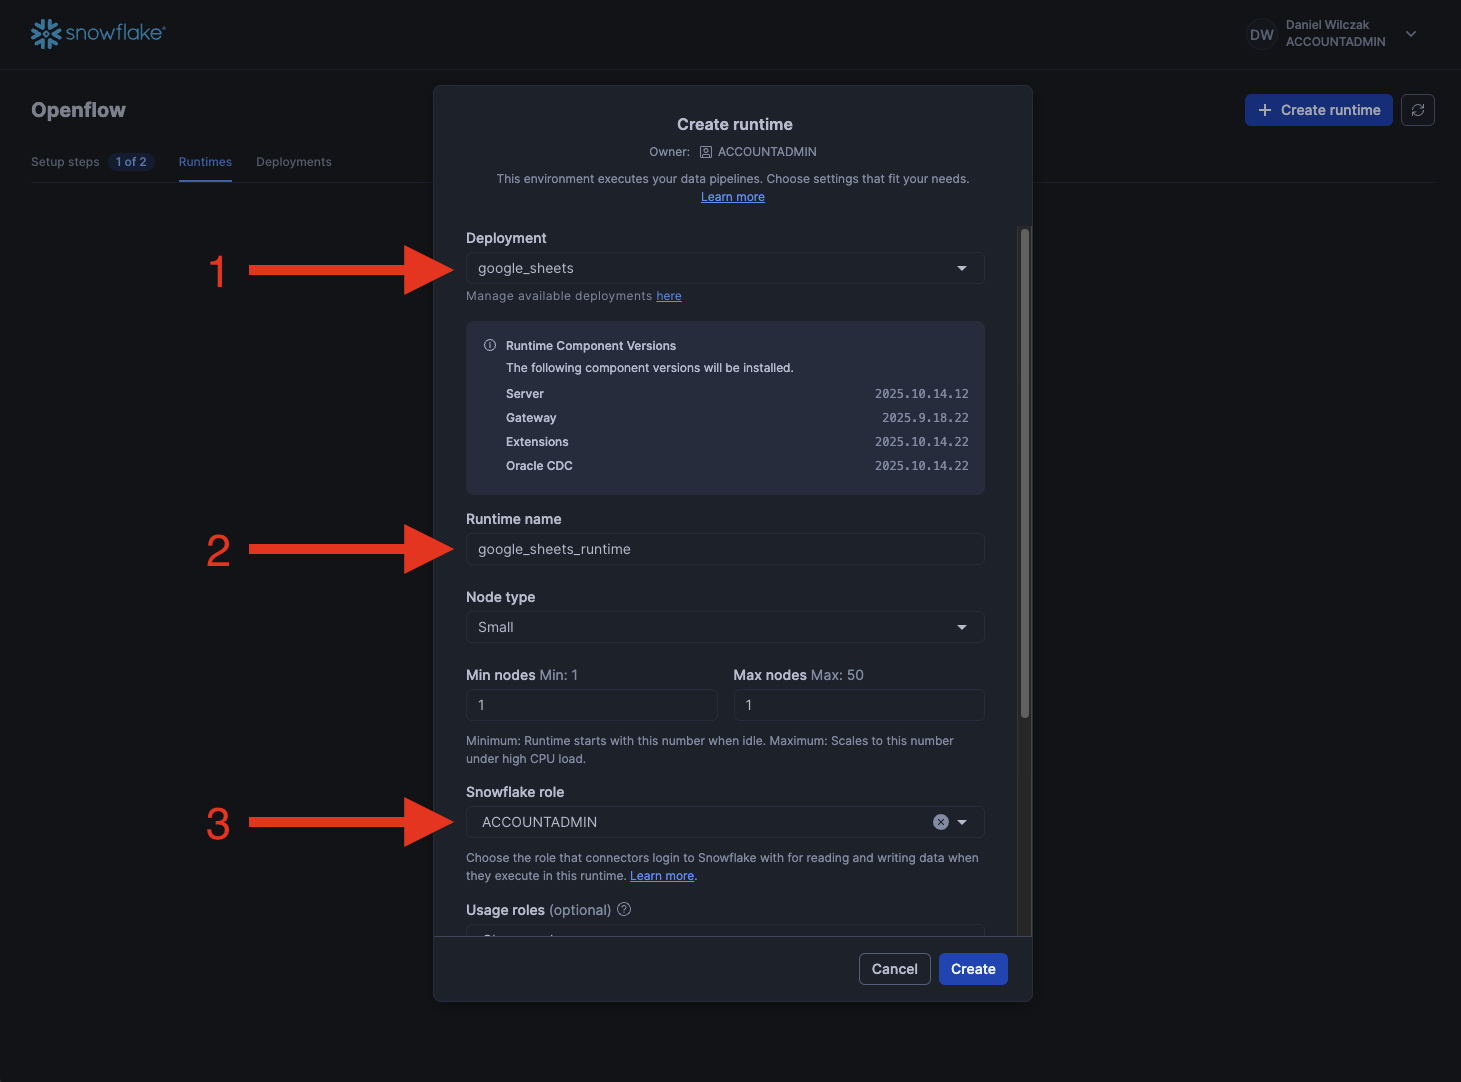 snowflake
DW
Daniel Wilczak
ACCOUNTADMIN
Openflow
+ Create runtime
Setup steps 1 of 2 Runtimes Deployments
Create runtime
Owner: ACCOUNTADMIN
This environment executes your data pipelines. Choose settings that fit your needs.
Learn more
Deployment
1
google_sheets
Manage available deployments here
Runtime Component Versions
The following component versions will be installed.
Server 2025.10.14.12
Gateway 2025.9.18.22
Extensions 2025.10.14.22
Oracle CDC 2025.10.14.22
Runtime name
2
google_sheets_runtime
Node type
Small
Min nodes Min: 1 Max nodes Max: 50
1 1
Minimum: Runtime starts with this number when idle. Maximum: Scales to this number
under high CPU load.
Snowflake role
3
ACCOUNTADMIN
Choose the role that connectors login to Snowflake with for reading and writing data when
they execute in this runtime. Learn more.
Usage roles (optional)
Cancel Create